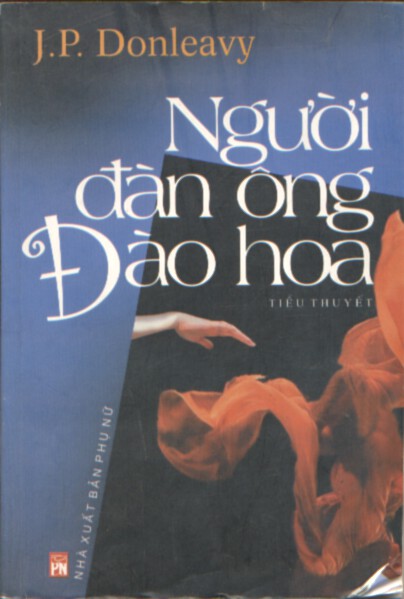 J.P. Donleavy
Người
đàn ông
Đào hoa
TIỂU THUYẾT
NHÀ XUẤT BẢN PHỤ NỮ
PN